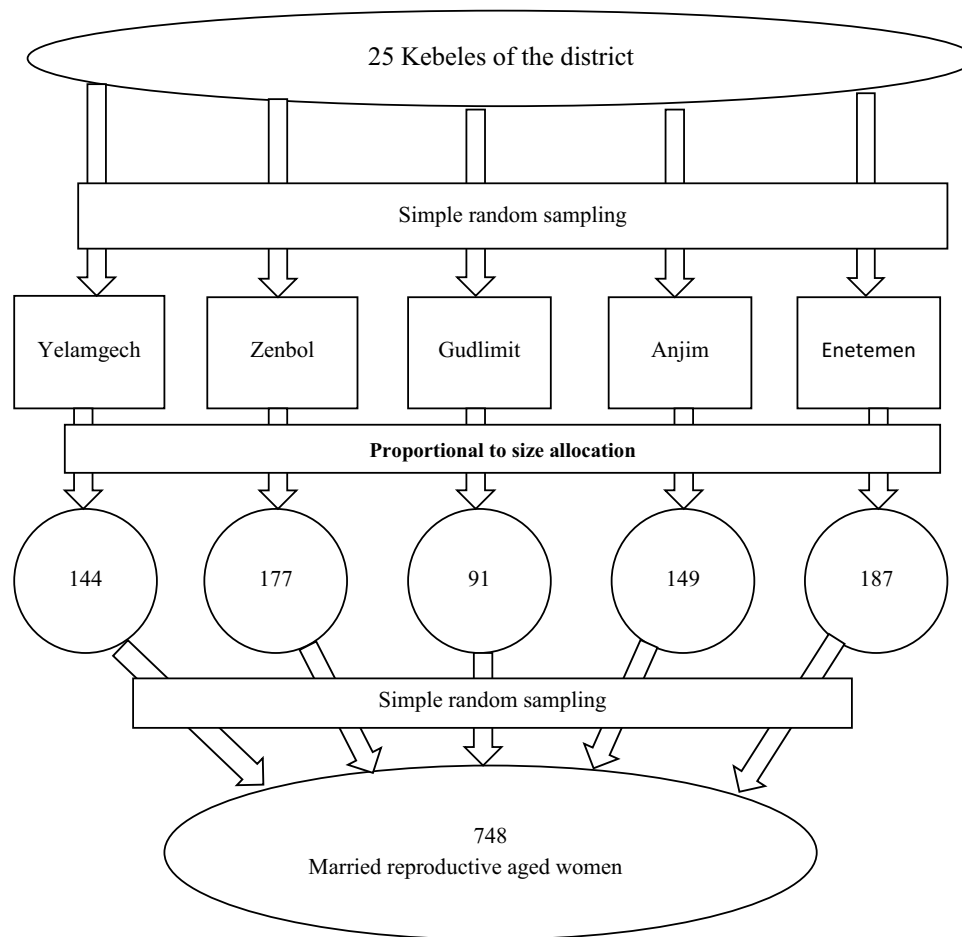 25 Kebeles of the district
Simple random sampling
Yelamgech
Zenbol
Gudlimit
Anjim
Enetemen
Proportional to size allocation
144
177
91
149
187
Simple random sampling
748
Married reproductive aged women